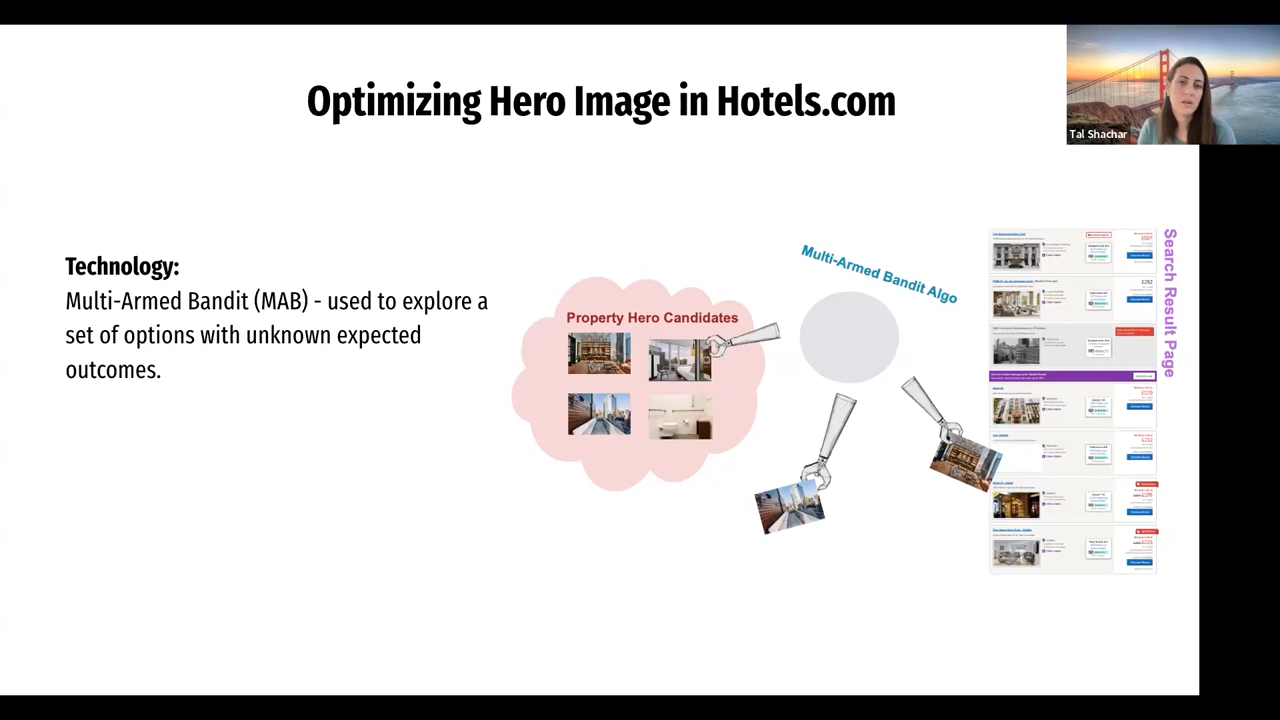 Optimizing Hero Image in Hotels.com
Tal Shachar
Technology:
Multi-Armed Bandit (MAB) - used to explore a
set of options with unknown expected
outcomes.
Property Hero Candidates
Multi-Armed Bandit Algo
Search Result Page